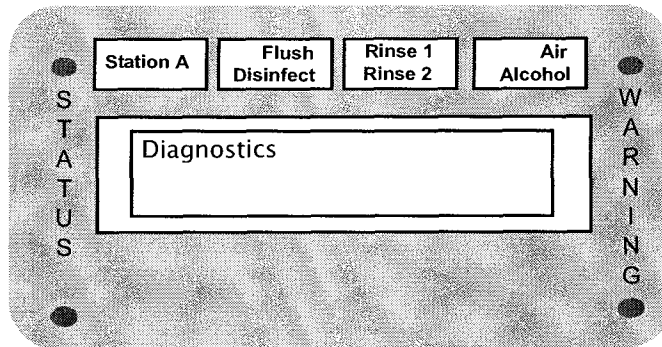 Station A
Flush
Disinfect
Rinse 1
Rinse 2
Air
Alcohol
STATUS
Diagnostics
WARNING